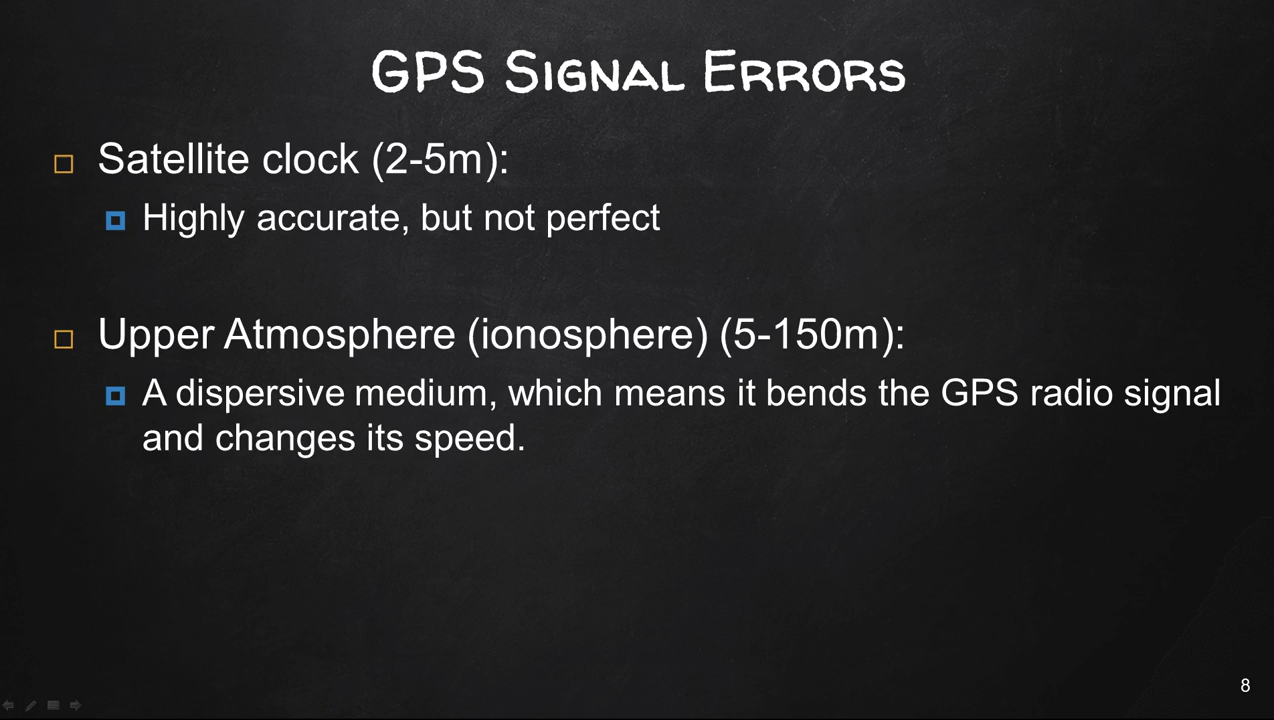 GPS Signal Errors
Satellite clock (2-5m):
Highly accurate, but not perfect
Upper Atmosphere (ionosphere) (5-150m):
A dispersive medium, which means it bends the GPS radio signal
and changes its speed.
8